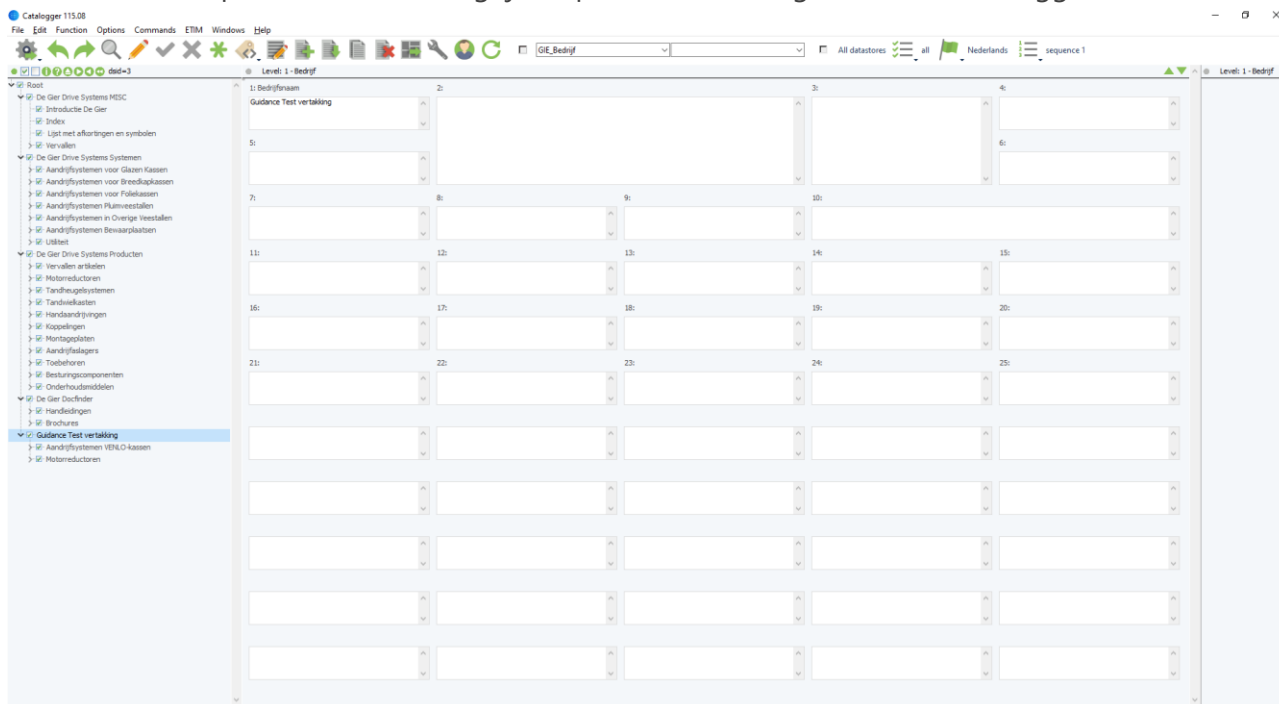 Catalogger 115.08
File Edit Function Options Commands ETIM Windows Help
GIE_Bedrijf
All datastores
all
Nederlands
sequence 1
dsid=3
Level: 1 - Bedrijf
Level: 1 - Bedrijf
Root
De Gier Drive Systems MISC
Introductie De Gier
Index
Lijst met afkortingen en symbolen
Vervallen
De Gier Drive Systems Systemen
Aandrijfsystemen voor Glazen Kassen
Aandrijfsystemen voor Breedkapkassen
Aandrijfsystemen voor Foliekassen
Aandrijfsystemen Pluimveestallen
Aandrijfsystemen in Overige Veestallen
Aandrijfsystemen Bewaarplaatsen
Utiliteit
De Gier Drive Systems Producten
Vervallen artikelen
Motorreductoren
Tandheugelsystemen
Tandwielkasten
Handaandrijvingen
Koppelingen
Montageplaten
Aandrijfaslagers
Toebehoren
Besturingscomponenten
Onderhoudsmiddelen
De Gier Docfinder
Handleidingen
Brochures
Guidance Test vertakking
Aandrijfsystemen VENLO-kassen
Motorreductoren
1: Bedrijfsnaam
2:
3:
4:
Guidance Test vertakking
5:
6:
7:
8:
9:
10:
11:
12:
13:
14:
15:
16:
17:
18:
19:
20:
21:
22:
23:
24:
25: